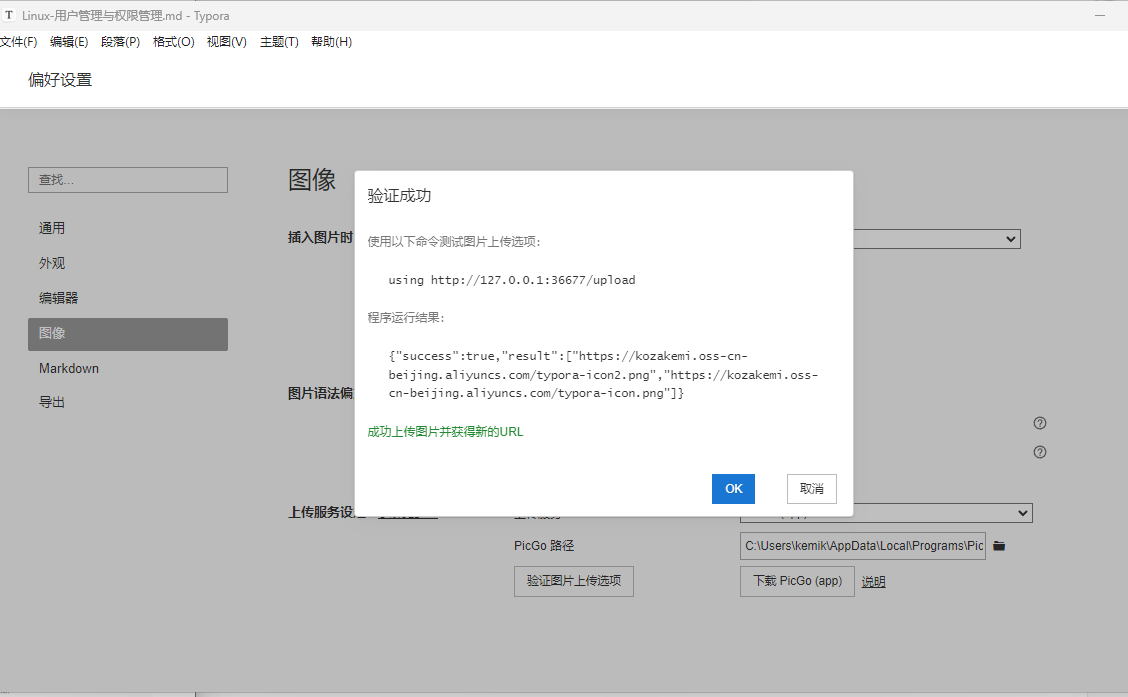 T Linux-用户管理与权限管理.md - Typora
文件(F) 编辑(E) 段落(P) 格式(O) 视图(V) 主题(T) 帮助(H)
偏好设置
查找...
通用
外观
编辑器
图像
Markdown
导出
图像
插入图片时
图片语法偏
上传服务设定
PicGo 路径
C:\Users\kemik\AppData\Local\Programs\Pic
验证图片上传选项
下载 PicGo (app)
说明
验证成功
使用以下命令测试图片上传选项:
using http://127.0.0.1:36677/upload
程序运行结果:
{"success":true,"result":["https://kozakemi.oss-cn-
beijing.aliyuncs.com/typora-icon2.png","https://kozakemi.oss-
cn-beijing.aliyuncs.com/typora-icon.png"]}
成功上传图片并获得新的URL
OK
取消